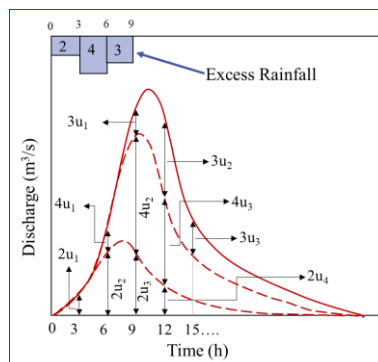 0 3 6 9
2 4 3
Excess Rainfall
Discharge (m³/s)
3u₁
3u₂
4u₁
4u₂
4u₃
2u₁
2u₂
2u₃
3u₃
2u₄
0 3 6 9 12 15....
Time (h)